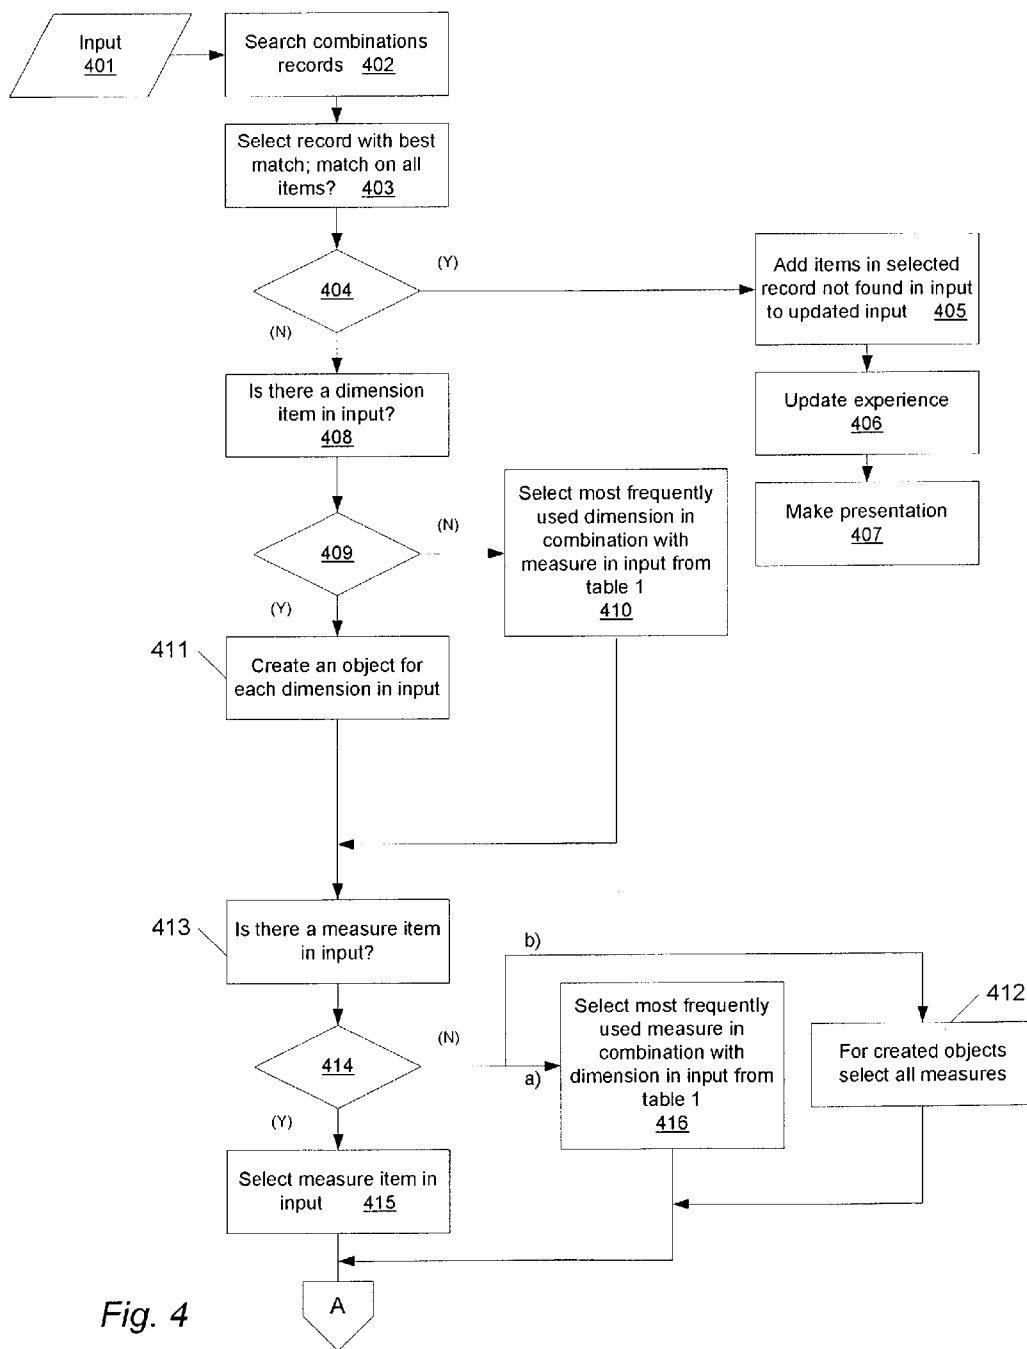 Input
401
Search combinations
records 402
Select record with best
match; match on all
items? 403
404
(Y)
(N)
Add items in selected
record not found in input
to updated input 405
Update experience
406
Make presentation
407
Is there a dimension
item in input?
408
409
(N)
(Y)
Select most frequently
used dimension in
combination with
measure in input from
table 1
410
411
Create an object for
each dimension in input
413
Is there a measure item
in input?
414
(N)
(Y)
b)
a)
Select most frequently
used measure in
combination with
dimension in input from
table 1
416
412
For created objects
select all measures
Select measure item in
input 415
A
Fig. 4